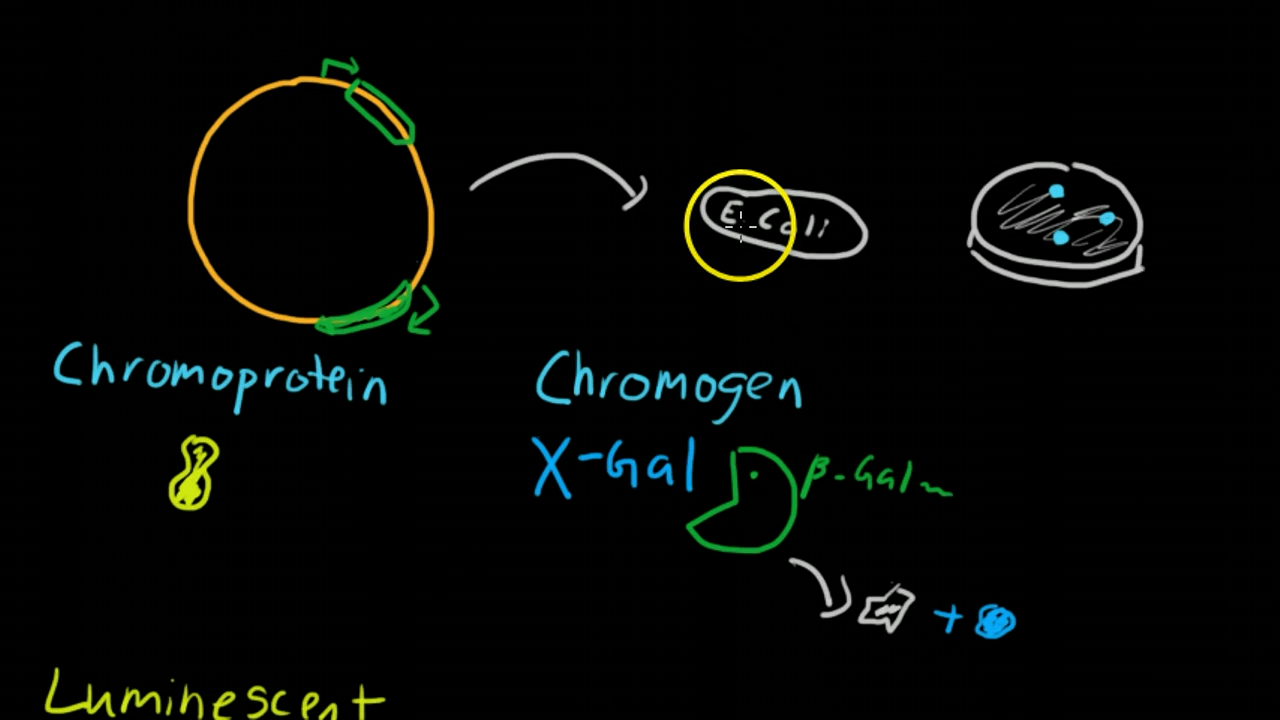 E. Coli
Chromoprotein
Chromogen
X-Gal
β-Gal
+
Luminescent